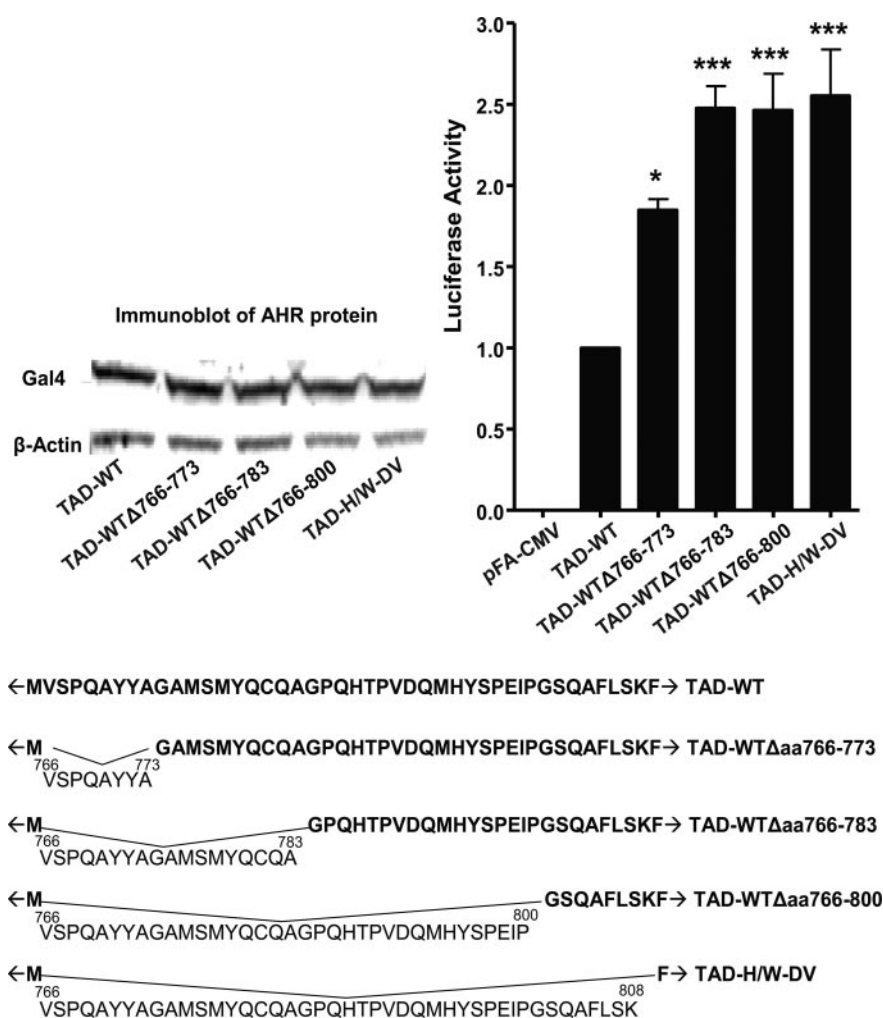 Immunoblot of AHR protein
Gal4
β-Actin
TAD-WT
TAD-WTΔ766-773
TAD-WTΔ766-783
TAD-WTΔ766-800
TAD-H/W-DV
Luciferase Activity
3.0
2.5
2.0
1.5
1.0
0.5
0.0
*
***
***
***
pFA-CMV
TAD-WT
TAD-WTΔ766-773
TAD-WTΔ766-783
TAD-WTΔ766-800
TAD-H/W-DV
←MVSPQAYYAGAMSMYQCQAGPQHTPVDQMHYSPEIPGSQAFLSKF→ TAD-WT
←M GAMSMYQCQAGPQHTPVDQMHYSPEIPGSQAFLSKF→ TAD-WTΔaa766-773
766 773
VSPQAYYA
←M GPQHTPVDQMHYSPEIPGSQAFLSKF→ TAD-WTΔaa766-783
766 783
VSPQAYYAGAMSMYQCQA
←M GSQAFLSKF→ TAD-WTΔaa766-800
766 800
VSPQAYYAGAMSMYQCQAGPQHTPVDQMHYSPEIP
←M F→ TAD-H/W-DV
766 808
VSPQAYYAGAMSMYQCQAGPQHTPVDQMHYSPEIPGSQAFLSK